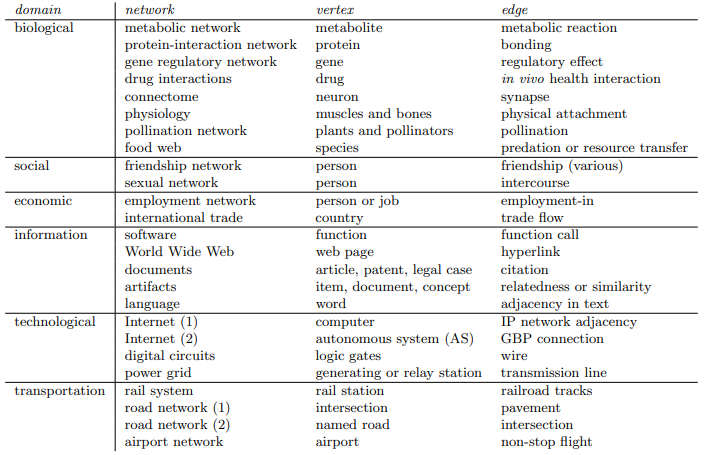 domain network vertex edge
biological metabolic network metabolite metabolic reaction
protein-interaction network protein bonding
gene regulatory network gene regulatory effect
drug interactions drug in vivo health interaction
connectome neuron synapse
physiology muscles and bones physical attachment
pollination network plants and pollinators pollination
food web species predation or resource transfer
social friendship network person friendship (various)
sexual network person intercourse
economic employment network person or job employment-in
international trade country trade flow
information software function function call
World Wide Web web page hyperlink
documents article, patent, legal case citation
artifacts item, document, concept relatedness or similarity
language word adjacency in text
technological Internet (1) computer IP network adjacency
Internet (2) autonomous system (AS) GBP connection
digital circuits logic gates wire
power grid generating or relay station transmission line
transportation rail system rail station railroad tracks
road network (1) intersection pavement
road network (2) named road intersection
airport network airport non-stop flight